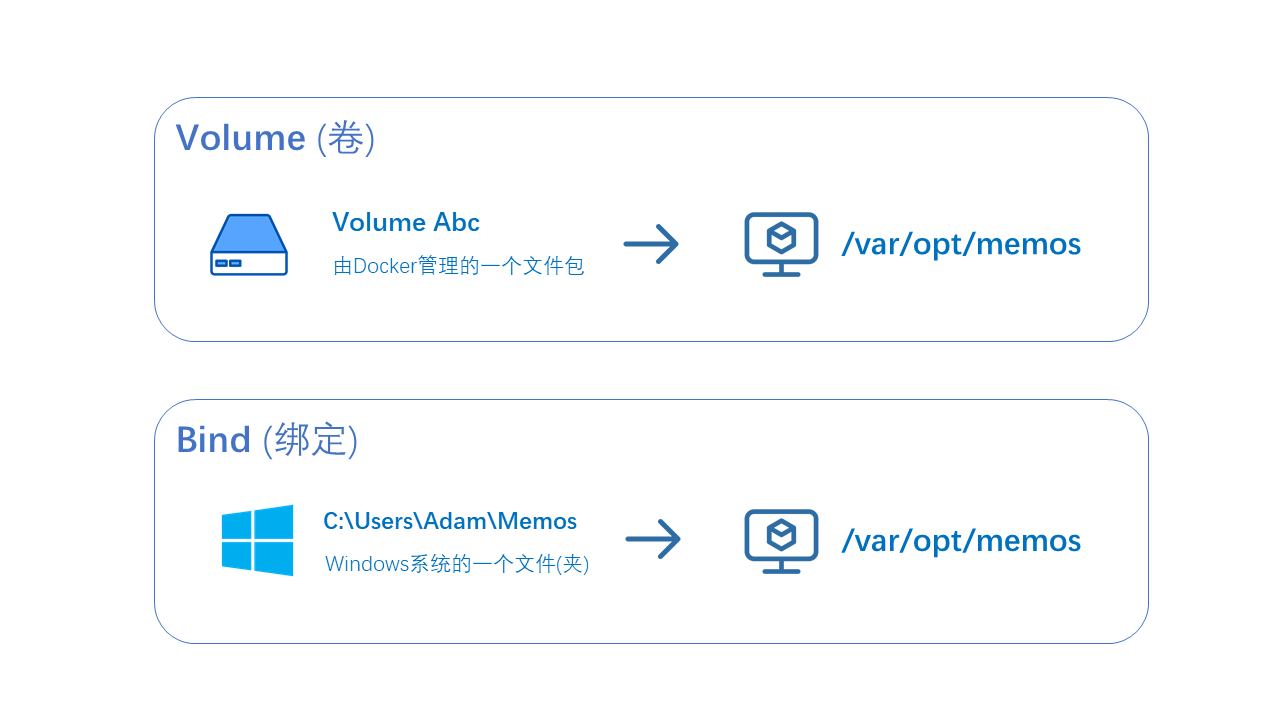 Volume (卷)
Volume Abc
由Docker管理的一个文件包
/var/opt/memos
Bind (绑定)
C:\Users\Adam\Memos
Windows系统的一个文件(夹)
/var/opt/memos